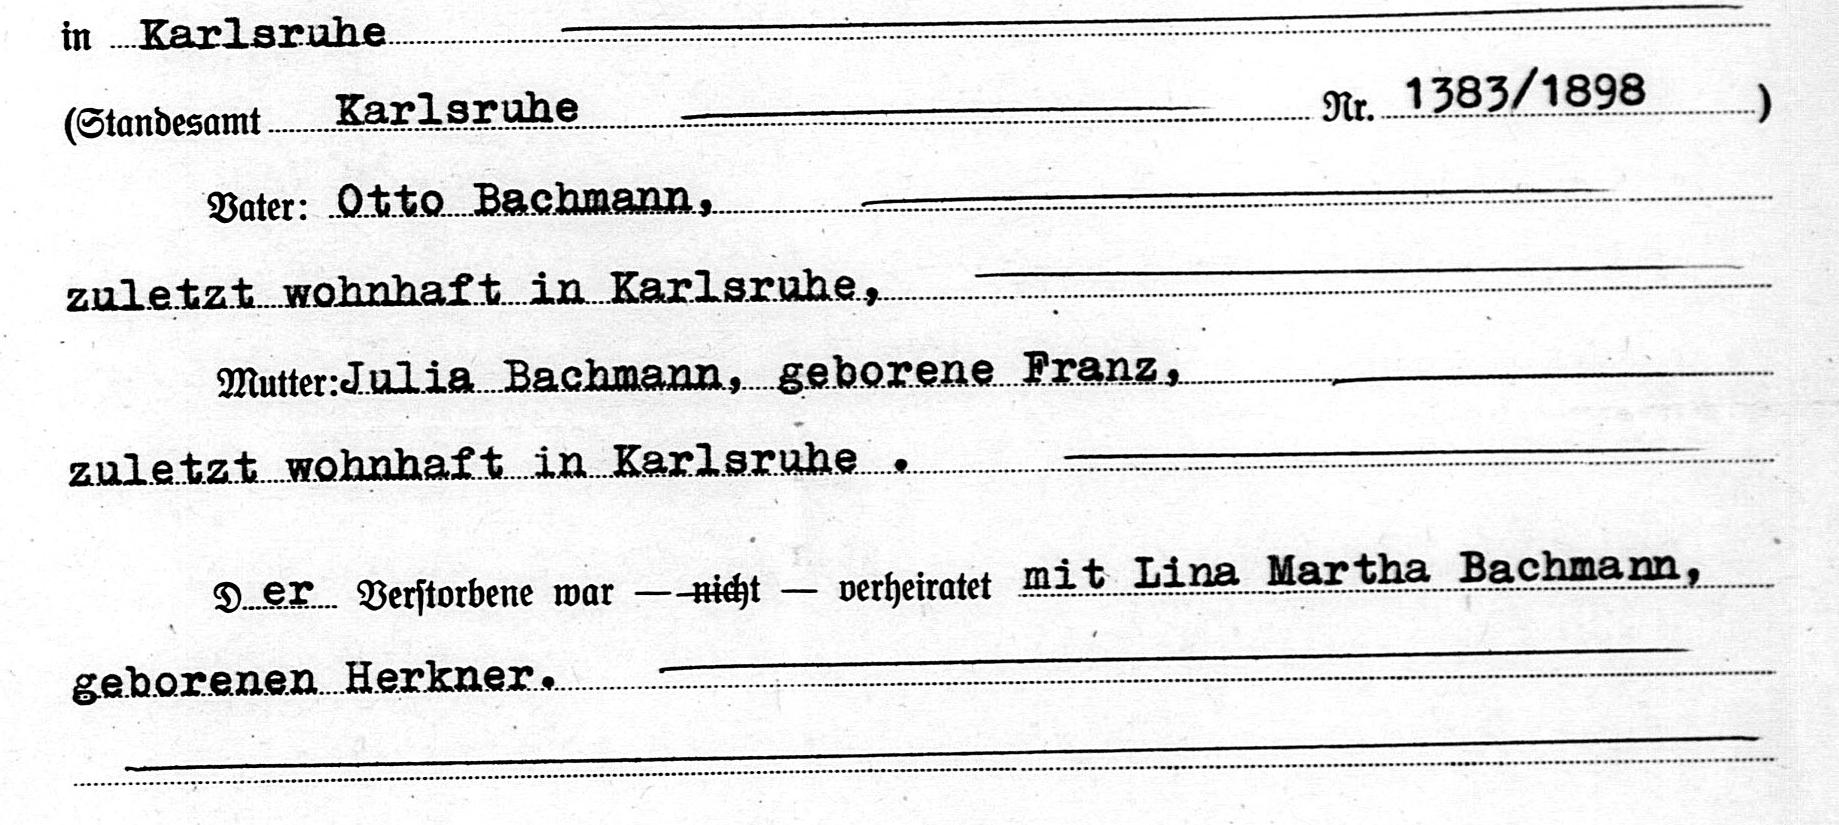 in Karlsruhe
(Standesamt Karlsruhe Nr. 1383/1898 )
Vater: Otto Bachmann,
zuletzt wohnhaft in Karlsruhe,
Mutter: Julia Bachmann, geborene Franz,
zuletzt wohnhaft in Karlsruhe .
D er Verſtorbene war — nicht — verheiratet mit Lina Martha Bachmann,
geborenen Herkner.